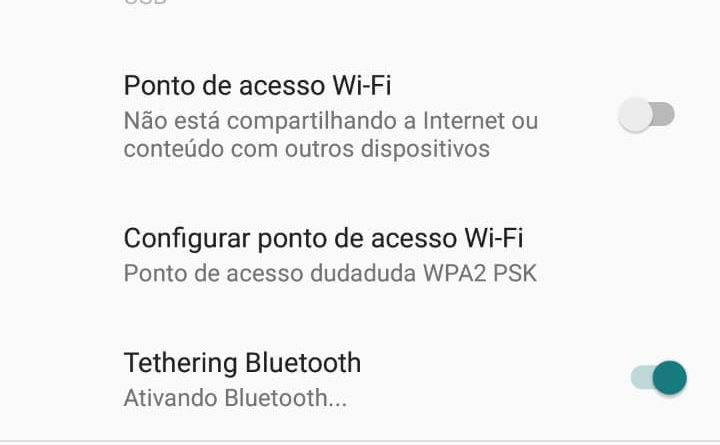 Ponto de acesso Wi-Fi
Não está compartilhando a Internet ou
conteúdo com outros dispositivos
Configurar ponto de acesso Wi-Fi
Ponto de acesso dudaduda WPA2 PSK
Tethering Bluetooth
Ativando Bluetooth...